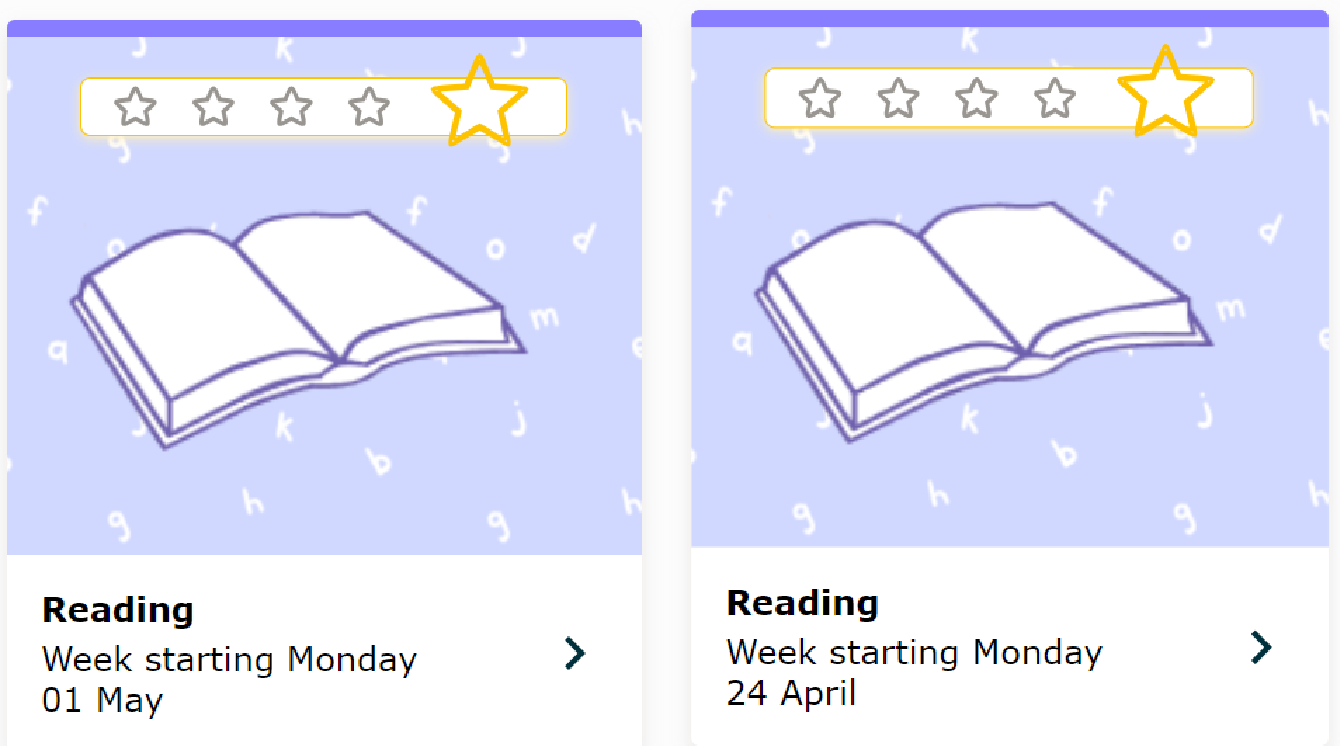 Reading
Week starting Monday
01 May
Reading
Week starting Monday
24 April